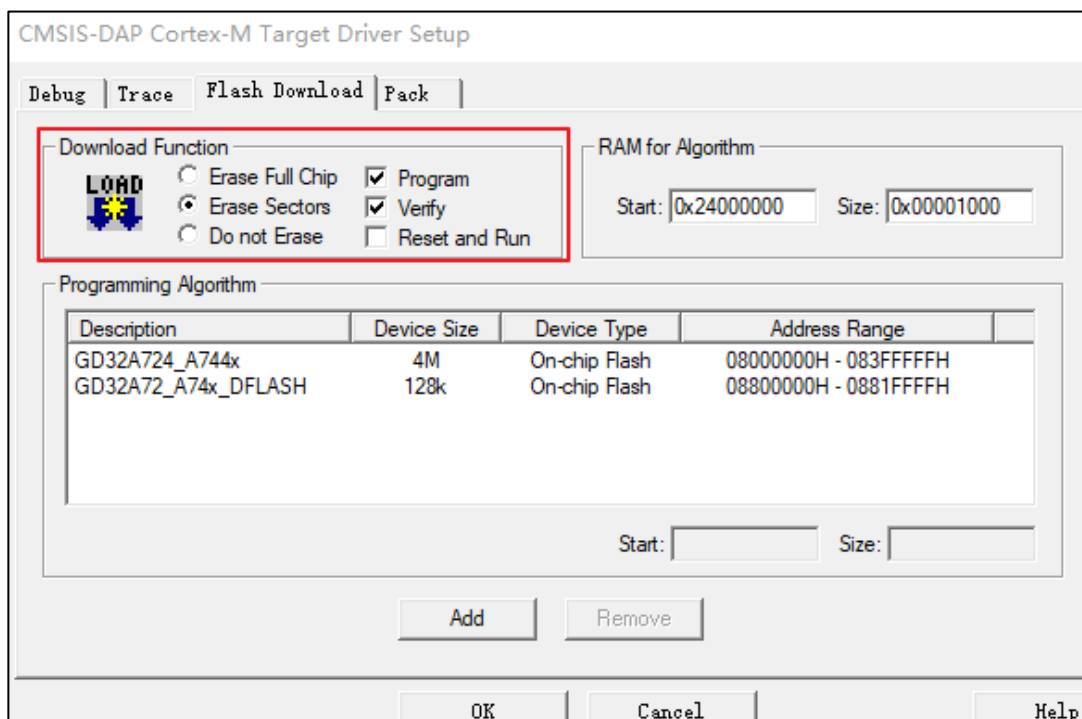 CMSIS-DAP Cortex-M Target Driver Setup
Debug Trace Flash Download Pack
Download Function
LOAD
Erase Full Chip
Erase Sectors
Do not Erase
Program
Verify
Reset and Run
RAM for Algorithm
Start: 0x24000000 Size: 0x00001000
Programming Algorithm
Description Device Size Device Type Address Range
GD32A724_A744x 4M On-chip Flash 08000000H - 083FFFFFH
GD32A72_A74x_DFLASH 128k On-chip Flash 08800000H - 0881FFFFH
Start: Size:
Add Remove
OK Cancel Help